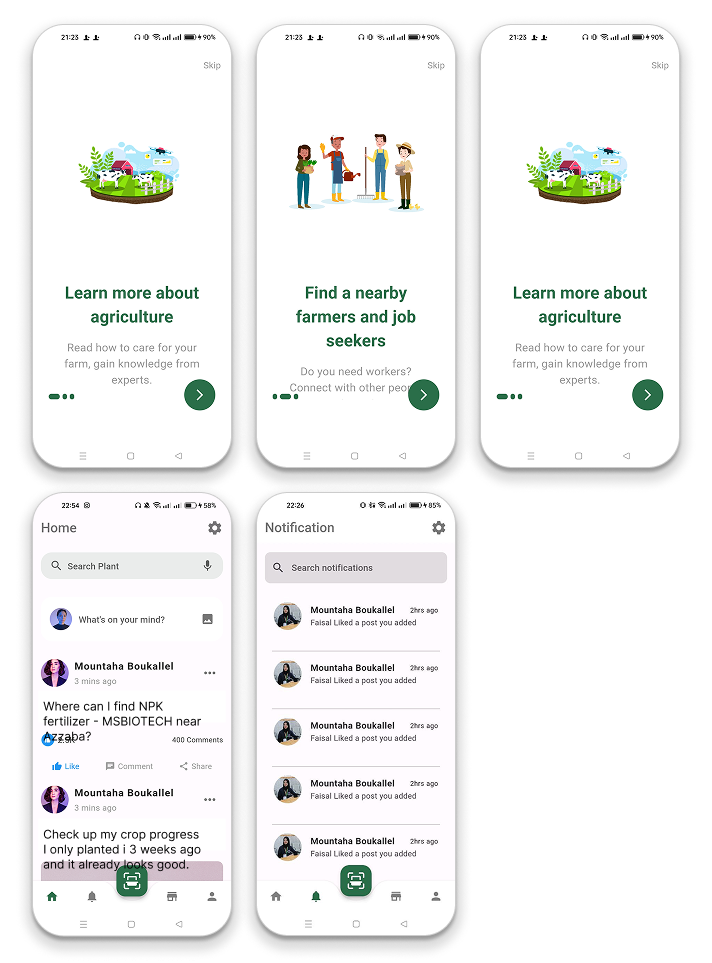 21:23
90%
Skip
Learn more about
agriculture
Read how to care for your
farm, gain knowledge from
experts.
21:23
90%
Skip
Find a nearby
farmers and job
seekers
Do you need workers?
Connect with other
21:23
90%
Skip
Learn more about
agriculture
Read how to care for your
farm, gain knowledge from
experts.
22:54
58%
Home
Search Plant
What's on your mind?
Mountaha Boukallel
3 mins ago
Where can I find NPK
fertilizer - MSBIOTECH near
Azzaba?
400 Comments
Like Comment Share
Mountaha Boukallel
3 mins ago
Check up my crop progress
I only planted i 3 weeks ago
and it already looks good.
22:26
85%
Notification
Search notifications
Mountaha Boukallel 2hrs ago
Faisal Liked a post you added
Mountaha Boukallel 2hrs ago
Faisal Liked a post you added
Mountaha Boukallel 2hrs ago
Faisal Liked a post you added
Mountaha Boukallel 2hrs ago
Faisal Liked a post you added
Mountaha Boukallel 2hrs ago
Faisal Liked a post you added